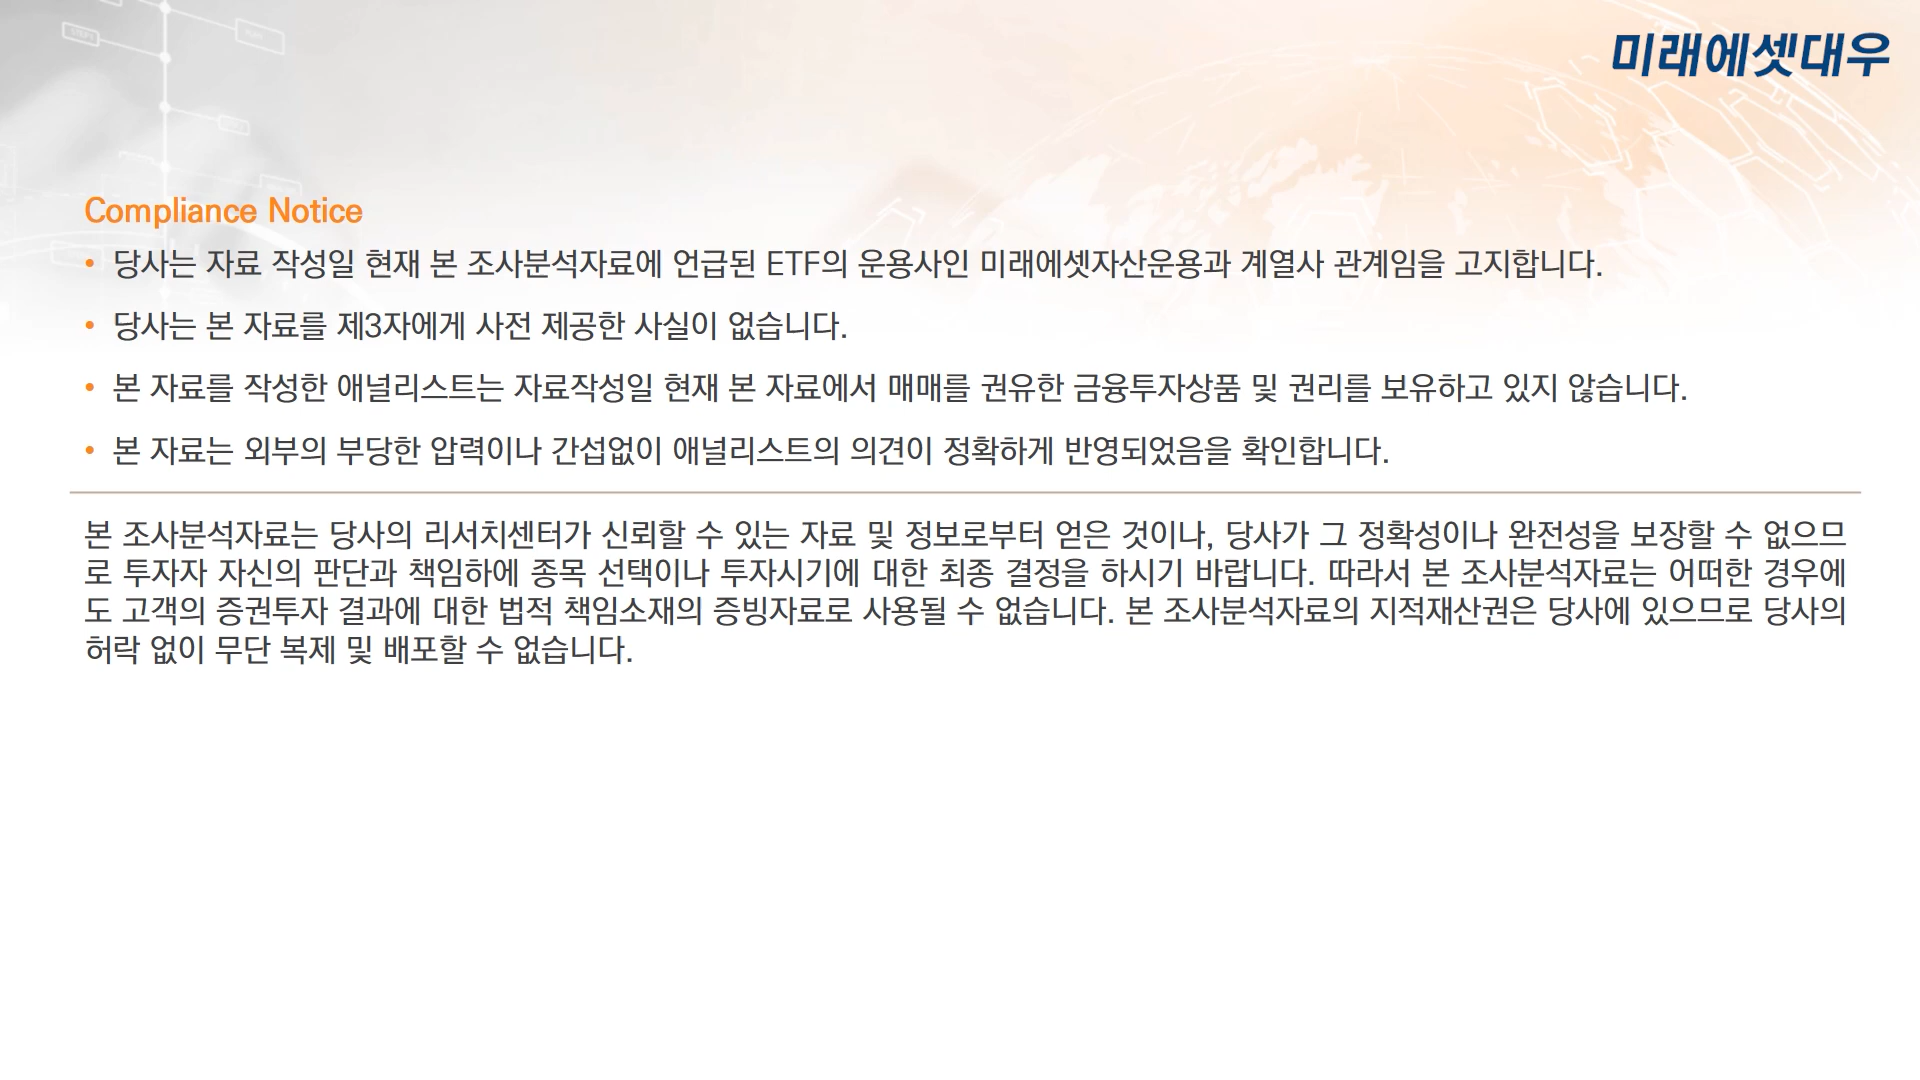 미래에셋대우
Compliance Notice
• 당사는 자료 작성일 현재 본 조사분석자료에 언급된 ETF의 운용사인 미래에셋자산운용과 계열사 관계임을 고지합니다.
• 당사는 본 자료를 제3자에게 사전 제공한 사실이 없습니다.
• 본 자료를 작성한 애널리스트는 자료작성일 현재 본 자료에서 매매를 권유한 금융투자상품 및 권리를 보유하고 있지 않습니다.
• 본 자료는 외부의 부당한 압력이나 간섭없이 애널리스트의 의견이 정확하게 반영되었음을 확인합니다.
본 조사분석자료는 당사의 리서치센터가 신뢰할 수 있는 자료 및 정보로부터 얻은 것이나, 당사가 그 정확성이나 완전성을 보장할 수 없으므
로 투자자 자신의 판단과 책임하에 종목 선택이나 투자시기에 대한 최종 결정을 하시기 바랍니다. 따라서 본 조사분석자료는 어떠한 경우에
도 고객의 증권투자 결과에 대한 법적 책임소재의 증빙자료로 사용될 수 없습니다. 본 조사분석자료의 지적재산권은 당사에 있으므로 당사의
허락 없이 무단 복제 및 배포할 수 없습니다.